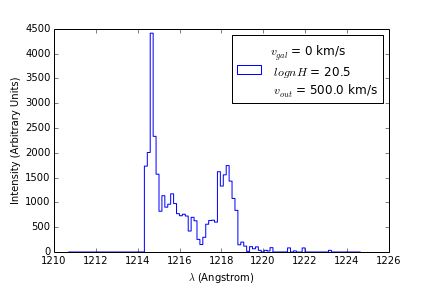 4500
4000
3500
3000
2500
2000
1500
1000
500
0
Intensity (Arbitrary Units)
v_gal = 0 km/s
lognH = 20.5
v_out = 500.0 km/s
1210 1212 1214 1216 1218 1220 1222 1224 1226
λ (Angstrom)